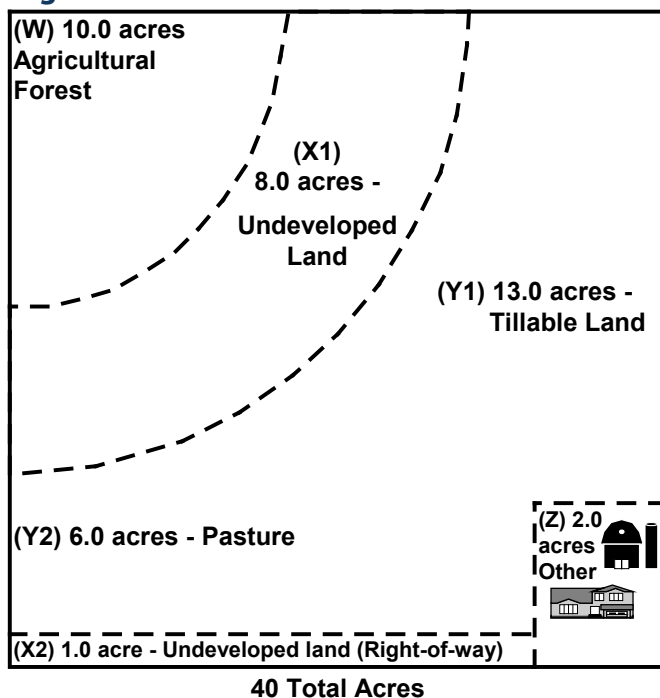 (W) 10.0 acres
Agricultural
Forest
(X1)
8.0 acres -
Undeveloped
Land
(Y1) 13.0 acres -
Tillable Land
(Y2) 6.0 acres - Pasture
(Z) 2.0
acres
Other
(X2) 1.0 acre - Undeveloped land (Right-of-way)
40 Total Acres